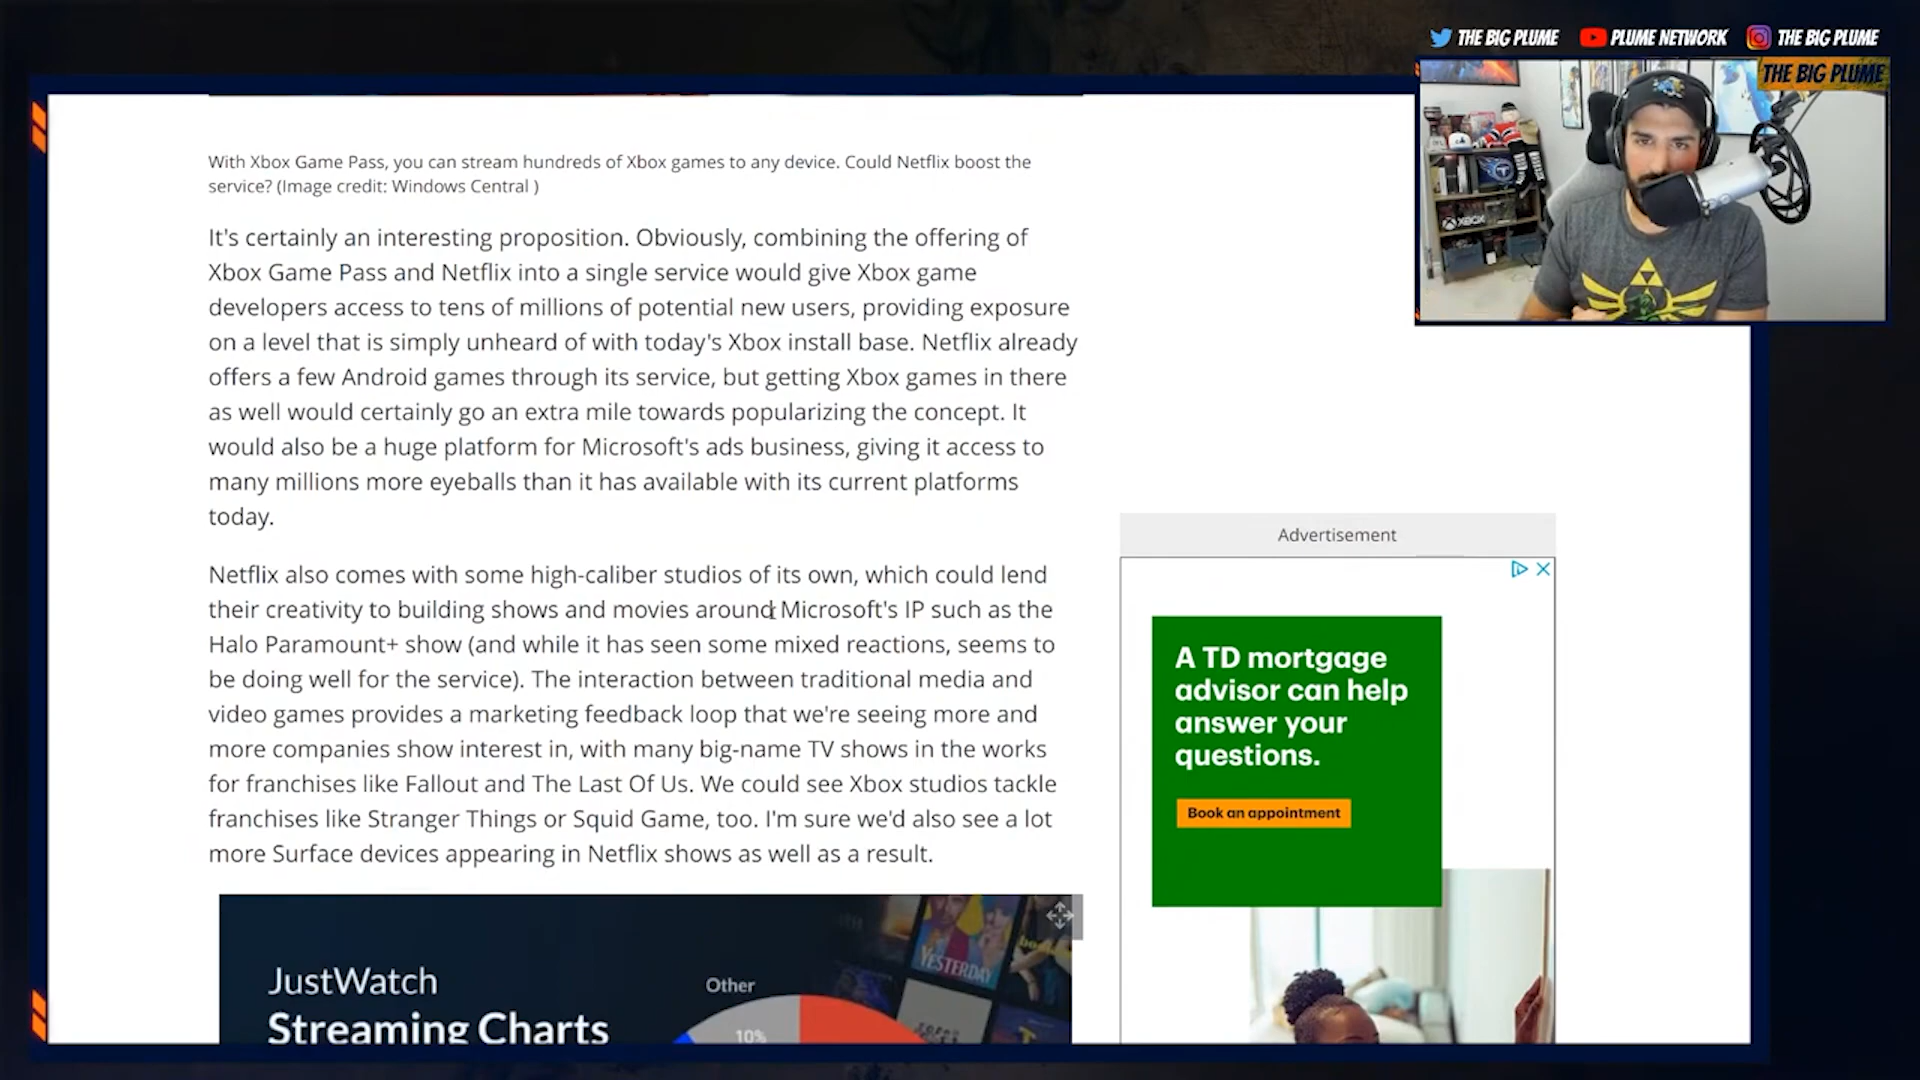 THE BIG PLUME PLUME NETWORK THE BIG PLUME
THE BIG PLUME
XBOX
With Xbox Game Pass, you can stream hundreds of Xbox games to any device. Could Netflix boost the
service? (Image credit: Windows Central )
It's certainly an interesting proposition. Obviously, combining the offering of
Xbox Game Pass and Netflix into a single service would give Xbox game
developers access to tens of millions of potential new users, providing exposure
on a level that is simply unheard of with today's Xbox install base. Netflix already
offers a few Android games through its service, but getting Xbox games in there
as well would certainly go an extra mile towards popularizing the concept. It
would also be a huge platform for Microsoft's ads business, giving it access to
many millions more eyeballs than it has available with its current platforms
today.
Netflix also comes with some high-caliber studios of its own, which could lend
their creativity to building shows and movies around Microsoft's IP such as the
Halo Paramount+ show (and while it has seen some mixed reactions, seems to
be doing well for the service). The interaction between traditional media and
video games provides a marketing feedback loop that we're seeing more and
more companies show interest in, with many big-name TV shows in the works
for franchises like Fallout and The Last Of Us. We could see Xbox studios tackle
franchises like Stranger Things or Squid Game, too. I'm sure we'd also see a lot
more Surface devices appearing in Netflix shows as well as a result.
Advertisement
A TD mortgage
advisor can help
answer your
questions.
Book an appointment
JustWatch
Streaming Charts
Other
10%
YESTERDAY